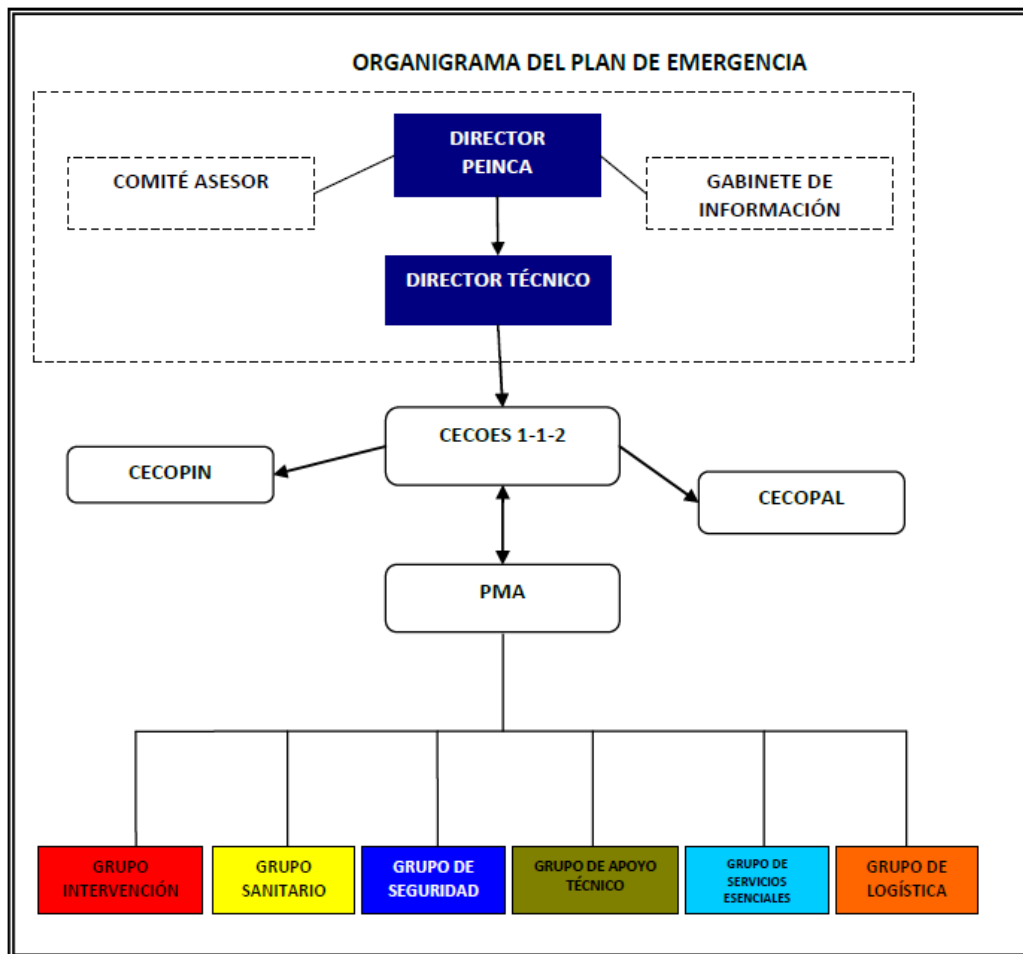 ORGANIGRAMA DEL PLAN DE EMERGENCIA
DIRECTOR
PEINCA
COMITÉ ASESOR
GABINETE DE
INFORMACIÓN
DIRECTOR TÉCNICO
CECOES 1-1-2
CECOPIN
CECOPAL
PMA
GRUPO
INTERVENCIÓN
GRUPO
SANITARIO
GRUPO DE
SEGURIDAD
GRUPO DE APOYO
TÉCNICO
GRUPO DE
SERVICIOS
ESENCIALES
GRUPO DE
LOGÍSTICA